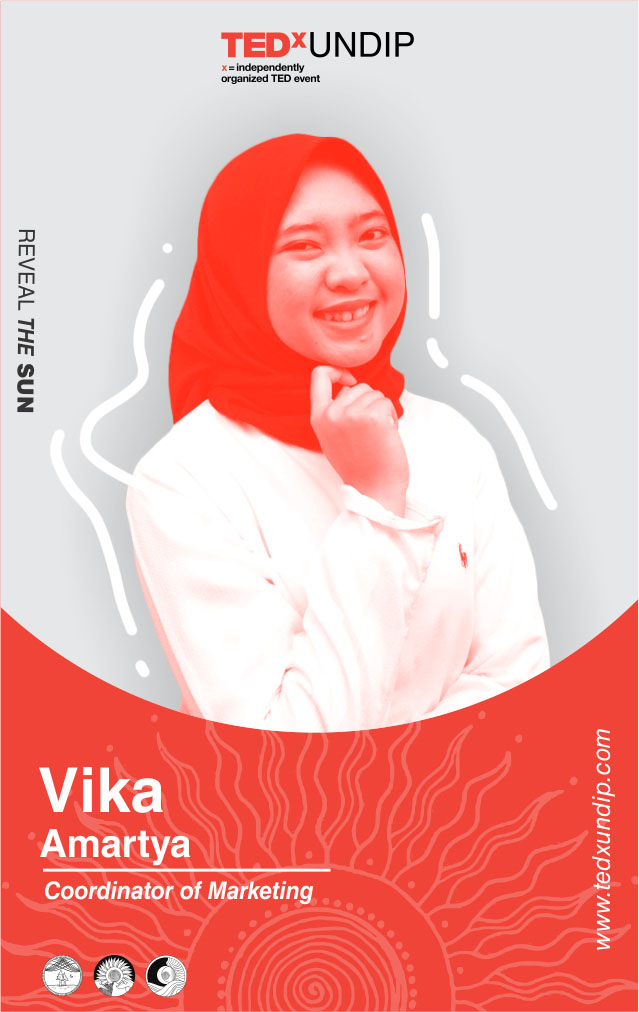 TEDxUNDIP
x = independently
organized TED event
REVEAL THE SUN
Vika
Amartya
Coordinator of Marketing
www.tedxundip.com